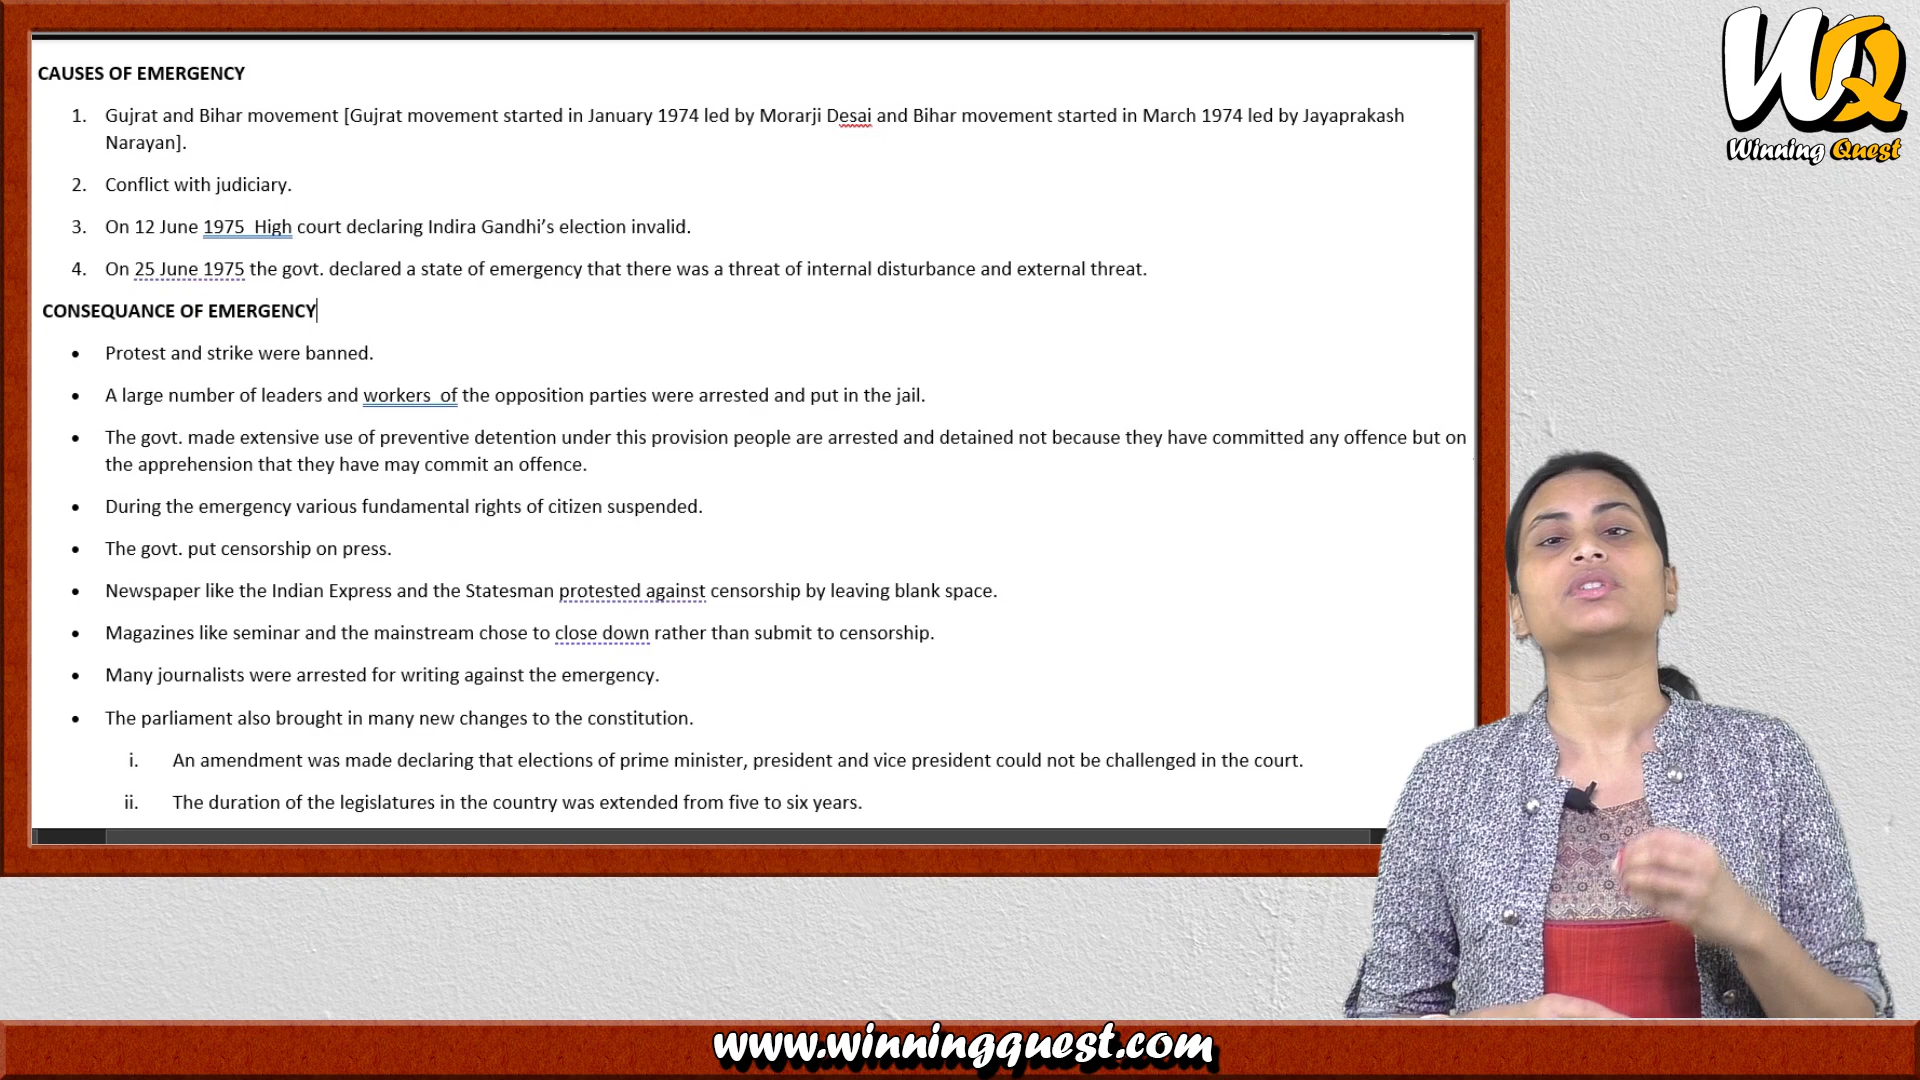 CAUSES OF EMERGENCY
1. Gujrat and Bihar movement [Gujrat movement started in January 1974 led by Morarji Desai and Bihar movement started in March 1974 led by Jayaprakash
Narayan].
2. Conflict with judiciary.
3. On 12 June 1975 High court declaring Indira Gandhi’s election invalid.
4. On 25 June 1975 the govt. declared a state of emergency that there was a threat of internal disturbance and external threat.
CONSEQUANCE OF EMERGENCY
• Protest and strike were banned.
• A large number of leaders and workers of the opposition parties were arrested and put in the jail.
• The govt. made extensive use of preventive detention under this provision people are arrested and detained not because they have committed any offence but on
the apprehension that they have may commit an offence.
• During the emergency various fundamental rights of citizen suspended.
• The govt. put censorship on press.
• Newspaper like the Indian Express and the Statesman protested against censorship by leaving blank space.
• Magazines like seminar and the mainstream chose to close down rather than submit to censorship.
• Many journalists were arrested for writing against the emergency.
• The parliament also brought in many new changes to the constitution.
i. An amendment was made declaring that elections of prime minister, president and vice president could not be challenged in the court.
ii. The duration of the legislatures in the country was extended from five to six years.
WQ
Winning Quest
www.winningquest.com